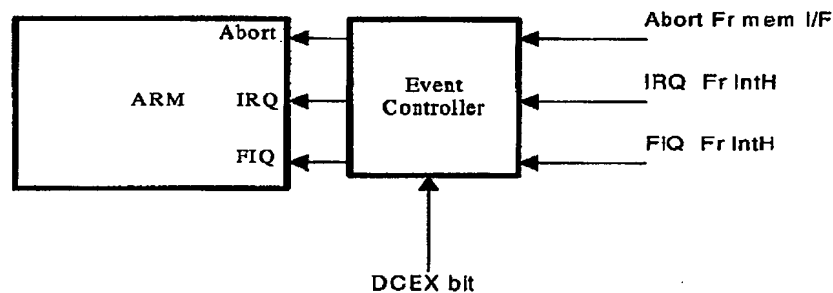 Abort
Abort Fr mem I/F
ARM
IRQ
Event
Controller
IRQ Fr IntH
FIQ
FIQ Fr IntH
DCEX bit